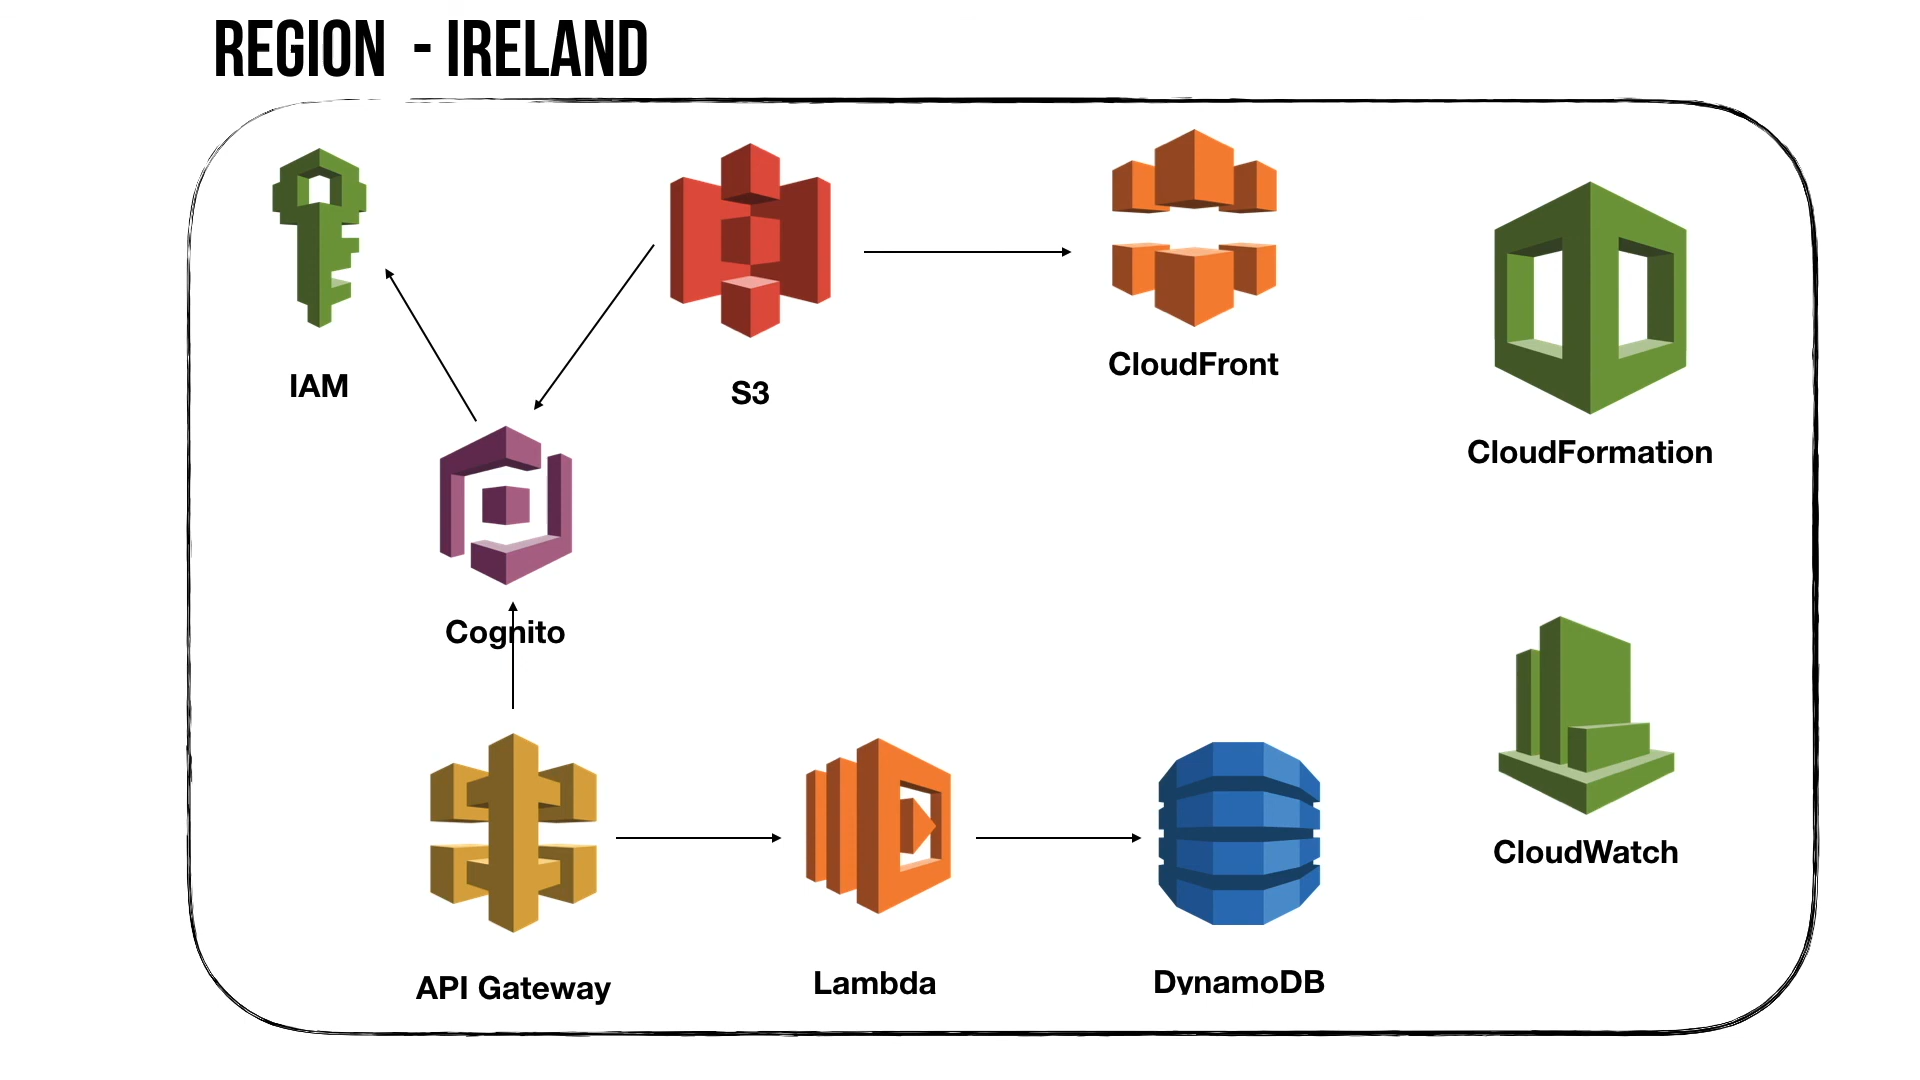 REGION - IRELAND
IAM
S3
CloudFront
CloudFormation
Cognito
CloudWatch
API Gateway
Lambda
DynamoDB